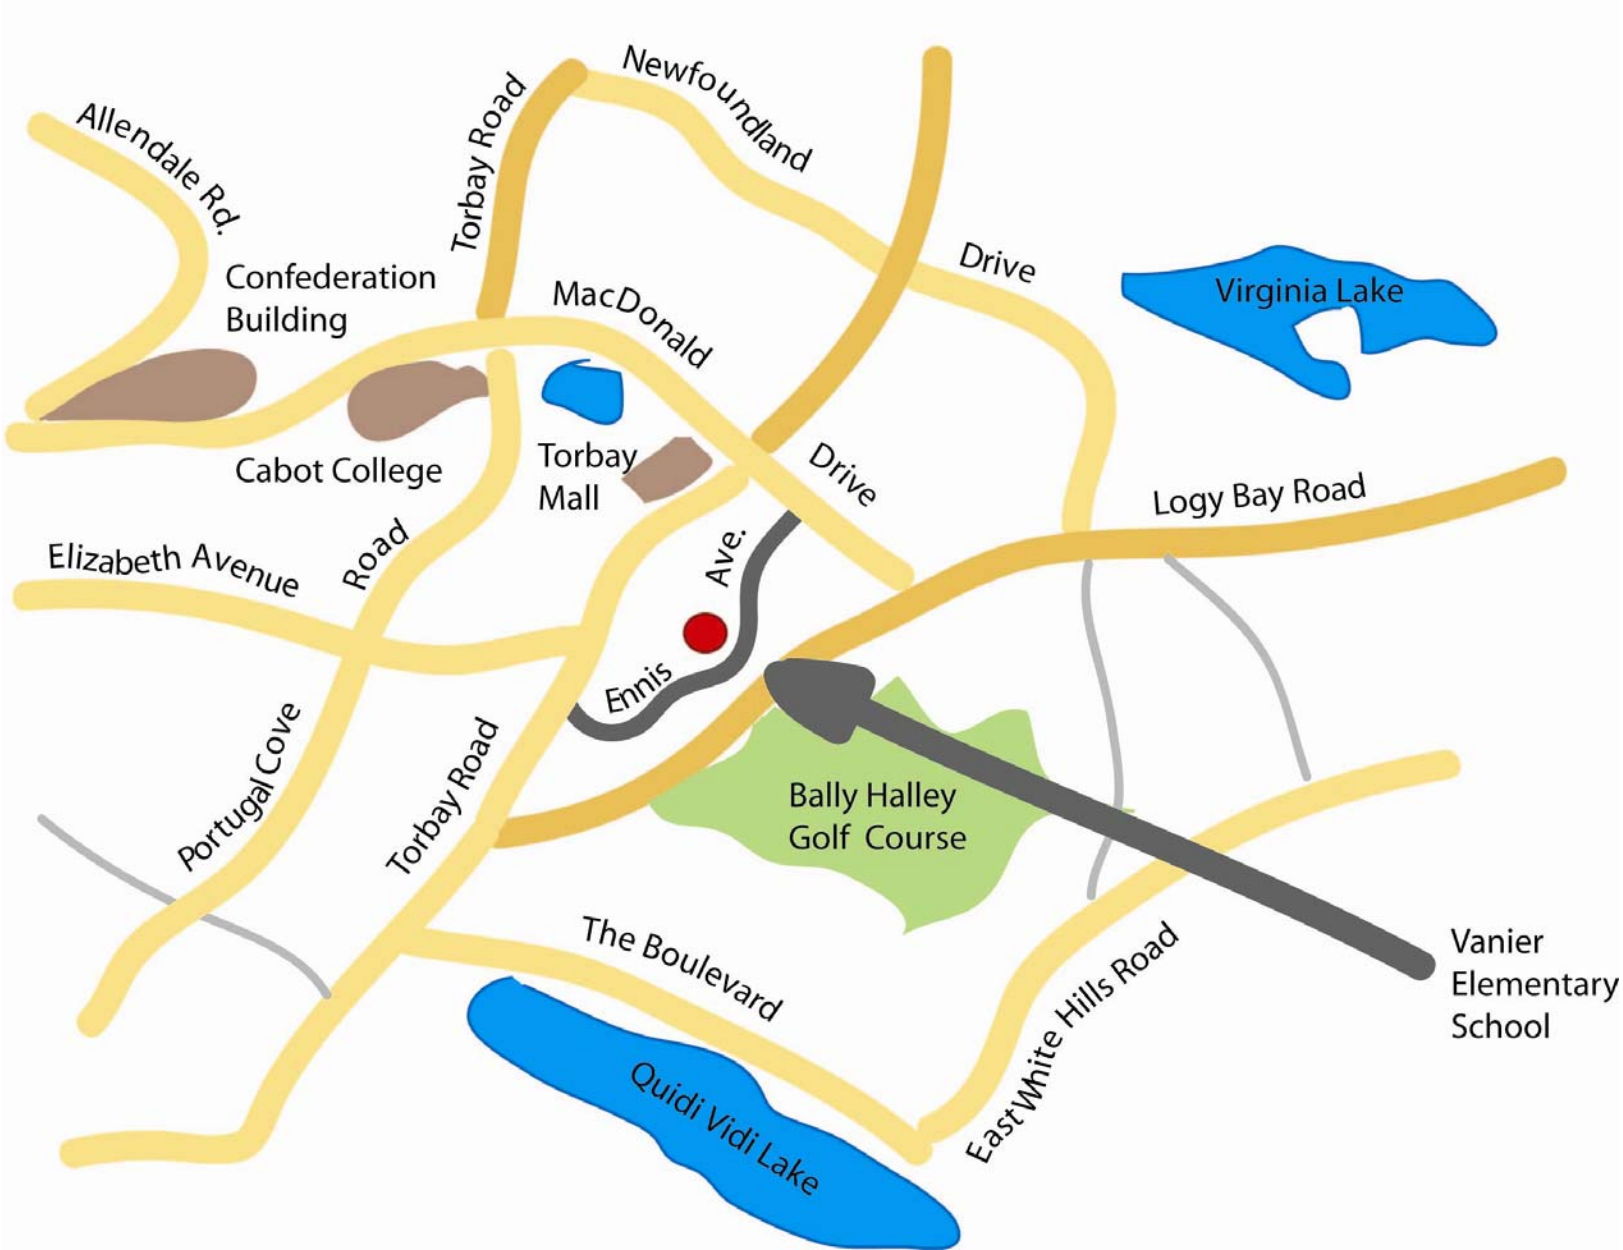 Newfoundland
Allendale Rd.
Torbay Road
Drive
Confederation
Building
Virginia Lake
MacDonald
Cabot College
Torbay
Mall
Drive
Logy Bay Road
Elizabeth Avenue
Road
Ave.
Ennis
Portugal Cove
Torbay Road
Bally Halley
Golf Course
The Boulevard
East White Hills Road
Vanier
Elementary
School
Quidi Vidi Lake